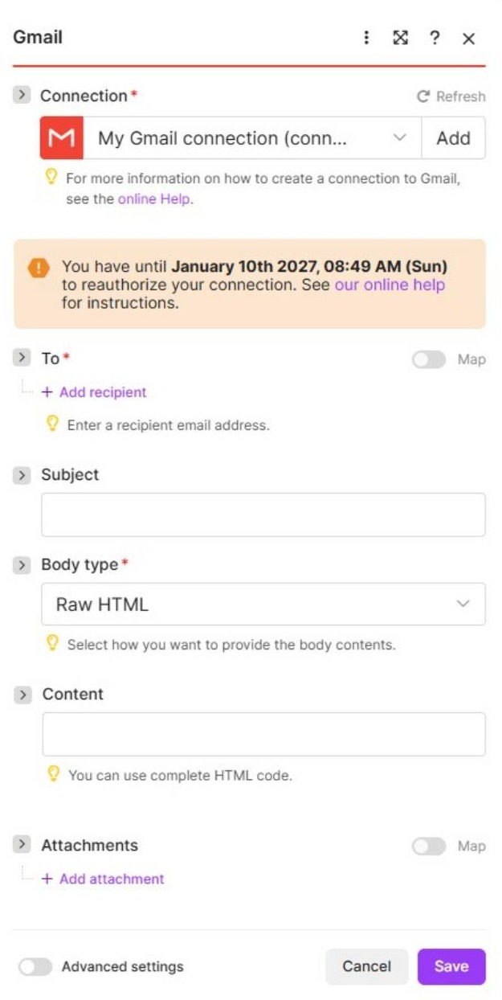 Gmail
?
Connection*
Refresh
My Gmail connection (conn...
Add
For more information on how to create a connection to Gmail,
see the online Help.
You have until January 10th 2027, 08:49 AM (Sun)
to reauthorize your connection. See our online help
for instructions.
To*
Map
+ Add recipient
Enter a recipient email address.
Subject
Body type*
Raw HTML
Select how you want to provide the body contents.
Content
You can use complete HTML code.
Attachments
Map
+ Add attachment
Advanced settings
Cancel
Save